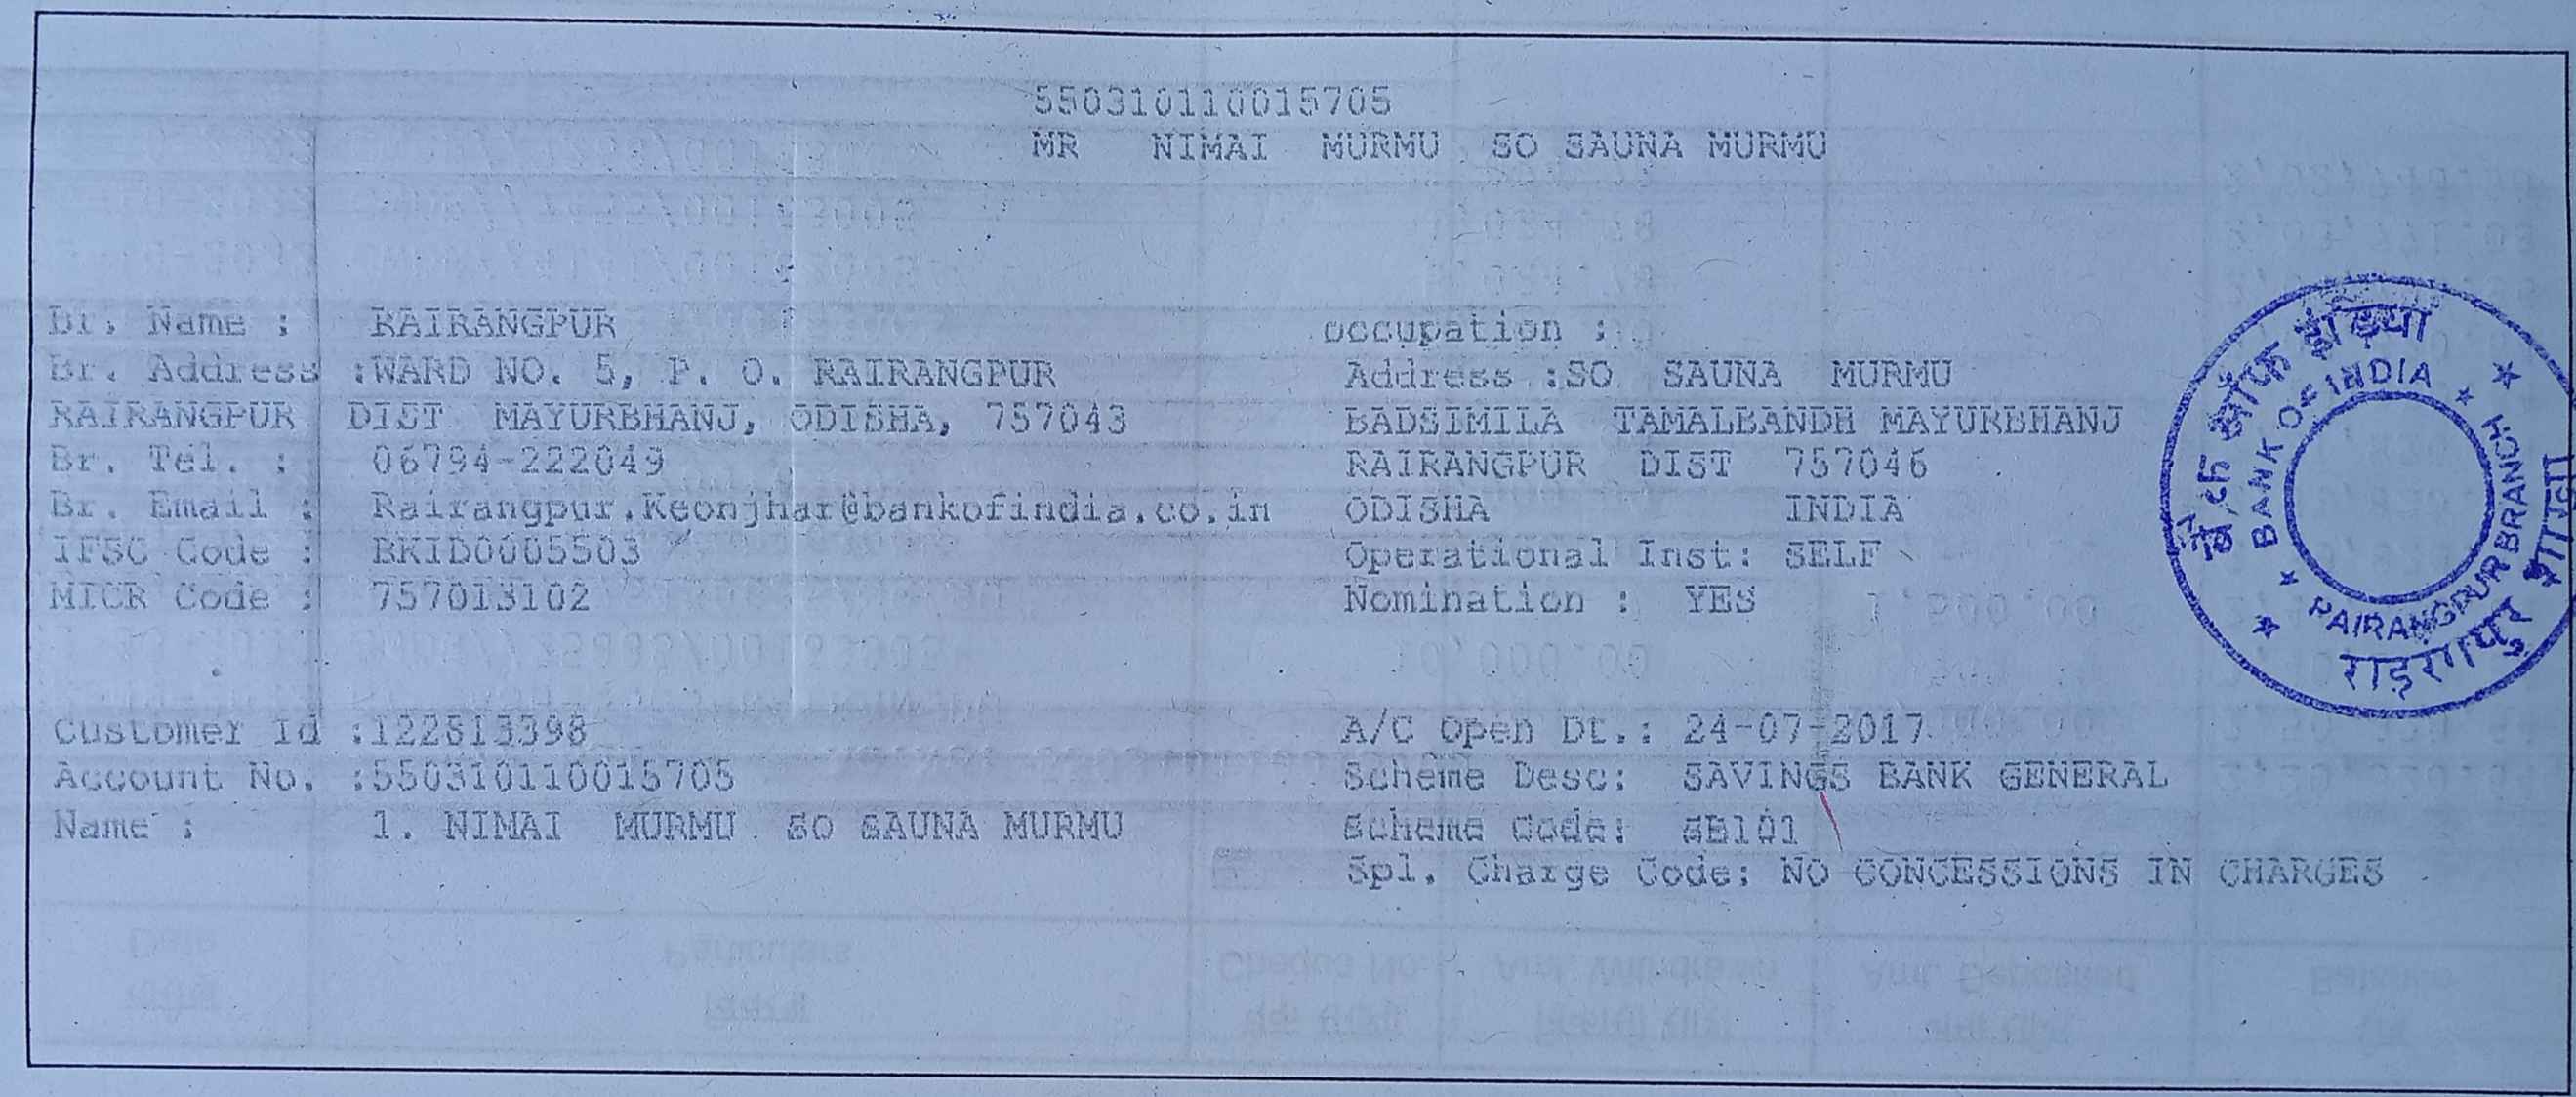 550310110015705
MR NIMAI MURMU SO SAUNA MURMU
Br. Name : RAIRANGPUR
Br. Address :WARD NO. 5, P. O. RAIRANGPUR
RAIRANGPUR DIST MAYURBHANJ, ODISHA, 757043
Br. Tel. : 06794-222049
Br. Email : Rairangpur.Keonjhar@bankofindia.co.in
IFSC Code : BKID0005503
MICR Code : 757013102
occupation :
Address :SO SAUNA MURMU
BADSIMILA TAMALBANDH MAYURBHANJ
RAIRANGPUR DIST 757046
ODISHA INDIA
Operational Inst: SELF
Nomination : YES
बैंक ऑफ इंडिया
BANK OF INDIA
RAIRANGPUR BRANCH
राइरंगपुर शाखा
Customer Id :122813398
Account No. :550310110015705
Name : 1. NIMAI MURMU SO SAUNA MURMU
A/C Open Dt.: 24-07-2017
Scheme Desc: SAVINGS BANK GENERAL
Scheme Code: SB101
Spl. Charge Code: NO CONCESSIONS IN CHARGES